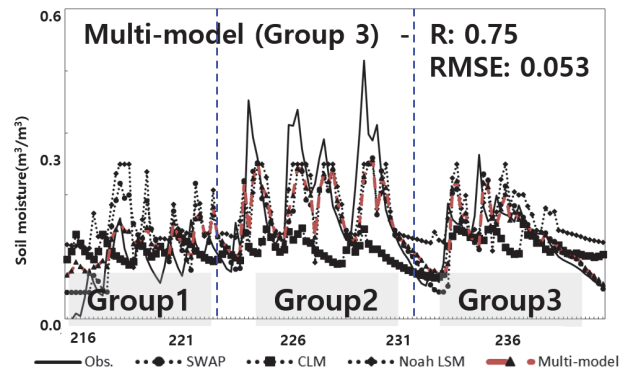 0.6
Multi-model (Group 3) - R: 0.75
RMSE: 0.053
Soil moisture(m³/m³)
0.3
Group1 Group2 Group3
0.0
216 221 226 231 236
Obs. SWAP CLM Noah LSM Multi-model